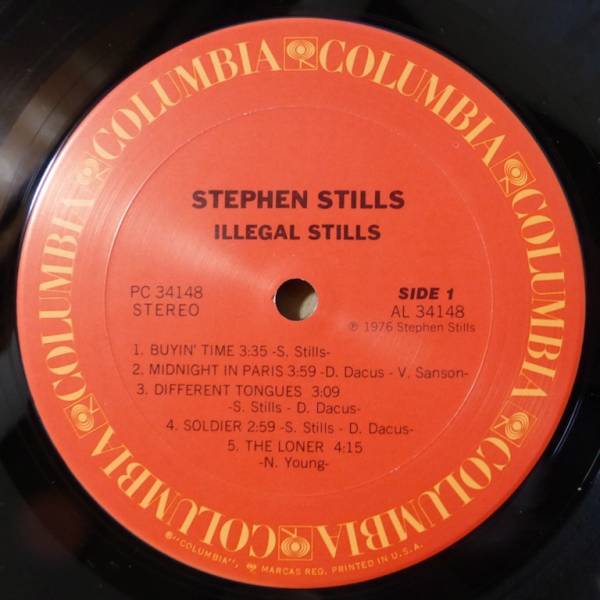 COLUMBIA COLUMBIA COLUMBIA COLUMBIA COLUMBIA COLUMBIA COLUMBIA COLUMBIA
STEPHEN STILLS
ILLEGAL STILLS
PC 34148
STEREO
SIDE 1
AL 34148
℗ 1976 Stephen Stills
1. BUYIN' TIME 3:35 -S. Stills-
2. MIDNIGHT IN PARIS 3:59 -D. Dacus - V. Sanson-
3. DIFFERENT TONGUES 3:09
-S. Stills - D. Dacus-
4. SOLDIER 2:59 -S. Stills - D. Dacus-
5. THE LONER 4:15
-N. Young-
®"COLUMBIA", MARCAS REG. PRINTED IN U.S.A.